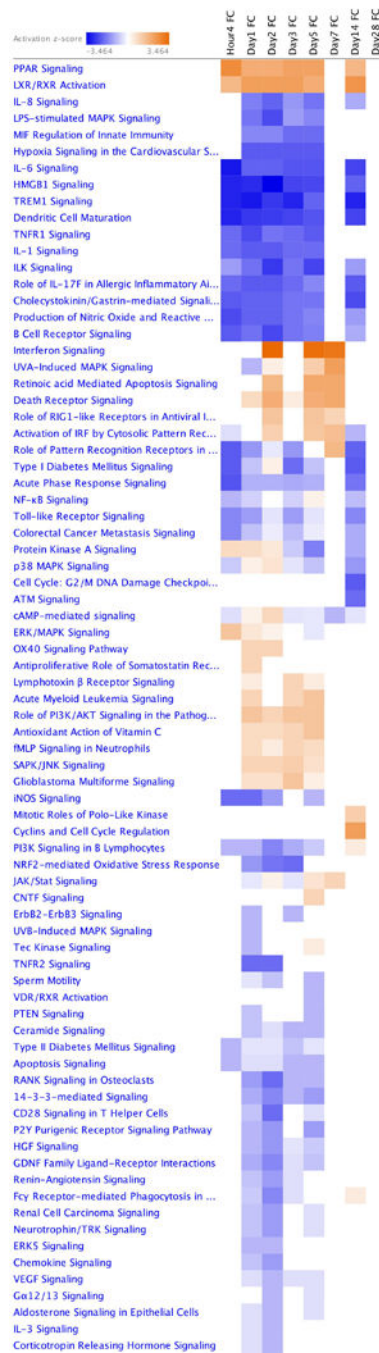 Activation z-score
-3.464 3.464
Hour4 FC
Day1 FC
Day2 FC
Day3 FC
Day5 FC
Day7 FC
Day14 FC
Day28 FC
PPAR Signaling
LXR/RXR Activation
IL-8 Signaling
LPS-stimulated MAPK Signaling
MIF Regulation of Innate Immunity
Hypoxia Signaling in the Cardiovascular S...
IL-6 Signaling
HMGB1 Signaling
TREM1 Signaling
Dendritic Cell Maturation
TNFR1 Signaling
IL-1 Signaling
ILK Signaling
Role of IL-17F in Allergic Inflammatory Ai...
Cholecystokinin/Gastrin-mediated Signali...
Production of Nitric Oxide and Reactive ...
B Cell Receptor Signaling
Interferon Signaling
UVA-Induced MAPK Signaling
Retinoic acid Mediated Apoptosis Signaling
Death Receptor Signaling
Role of RIG1-like Receptors in Antiviral I...
Activation of IRF by Cytosolic Pattern Rec...
Role of Pattern Recognition Receptors in ...
Type I Diabetes Mellitus Signaling
Acute Phase Response Signaling
NF-κB Signaling
Toll-like Receptor Signaling
Colorectal Cancer Metastasis Signaling
Protein Kinase A Signaling
p38 MAPK Signaling
Cell Cycle: G2/M DNA Damage Checkpoi...
ATM Signaling
cAMP-mediated signaling
ERK/MAPK Signaling
OX40 Signaling Pathway
Antiproliferative Role of Somatostatin Rec...
Lymphotoxin β Receptor Signaling
Acute Myeloid Leukemia Signaling
Role of PI3K/AKT Signaling in the Pathog...
Antioxidant Action of Vitamin C
fMLP Signaling in Neutrophils
SAPK/JNK Signaling
Glioblastoma Multiforme Signaling
iNOS Signaling
Mitotic Roles of Polo-Like Kinase
Cyclins and Cell Cycle Regulation
PI3K Signaling in B Lymphocytes
NRF2-mediated Oxidative Stress Response
JAK/Stat Signaling
CNTF Signaling
ErbB2-ErbB3 Signaling
UVB-Induced MAPK Signaling
Tec Kinase Signaling
TNFR2 Signaling
Sperm Motility
VDR/RXR Activation
PTEN Signaling
Ceramide Signaling
Type II Diabetes Mellitus Signaling
Apoptosis Signaling
RANK Signaling in Osteoclasts
14-3-3-mediated Signaling
CD28 Signaling in T Helper Cells
P2Y Purigenic Receptor Signaling Pathway
HGF Signaling
GDNF Family Ligand-Receptor Interactions
Renin-Angiotensin Signaling
Fcγ Receptor-mediated Phagocytosis in ...
Renal Cell Carcinoma Signaling
Neurotrophin/TRK Signaling
ERK5 Signaling
Chemokine Signaling
VEGF Signaling
Gα12/13 Signaling
Aldosterone Signaling in Epithelial Cells
IL-3 Signaling
Corticotropin Releasing Hormone Signaling